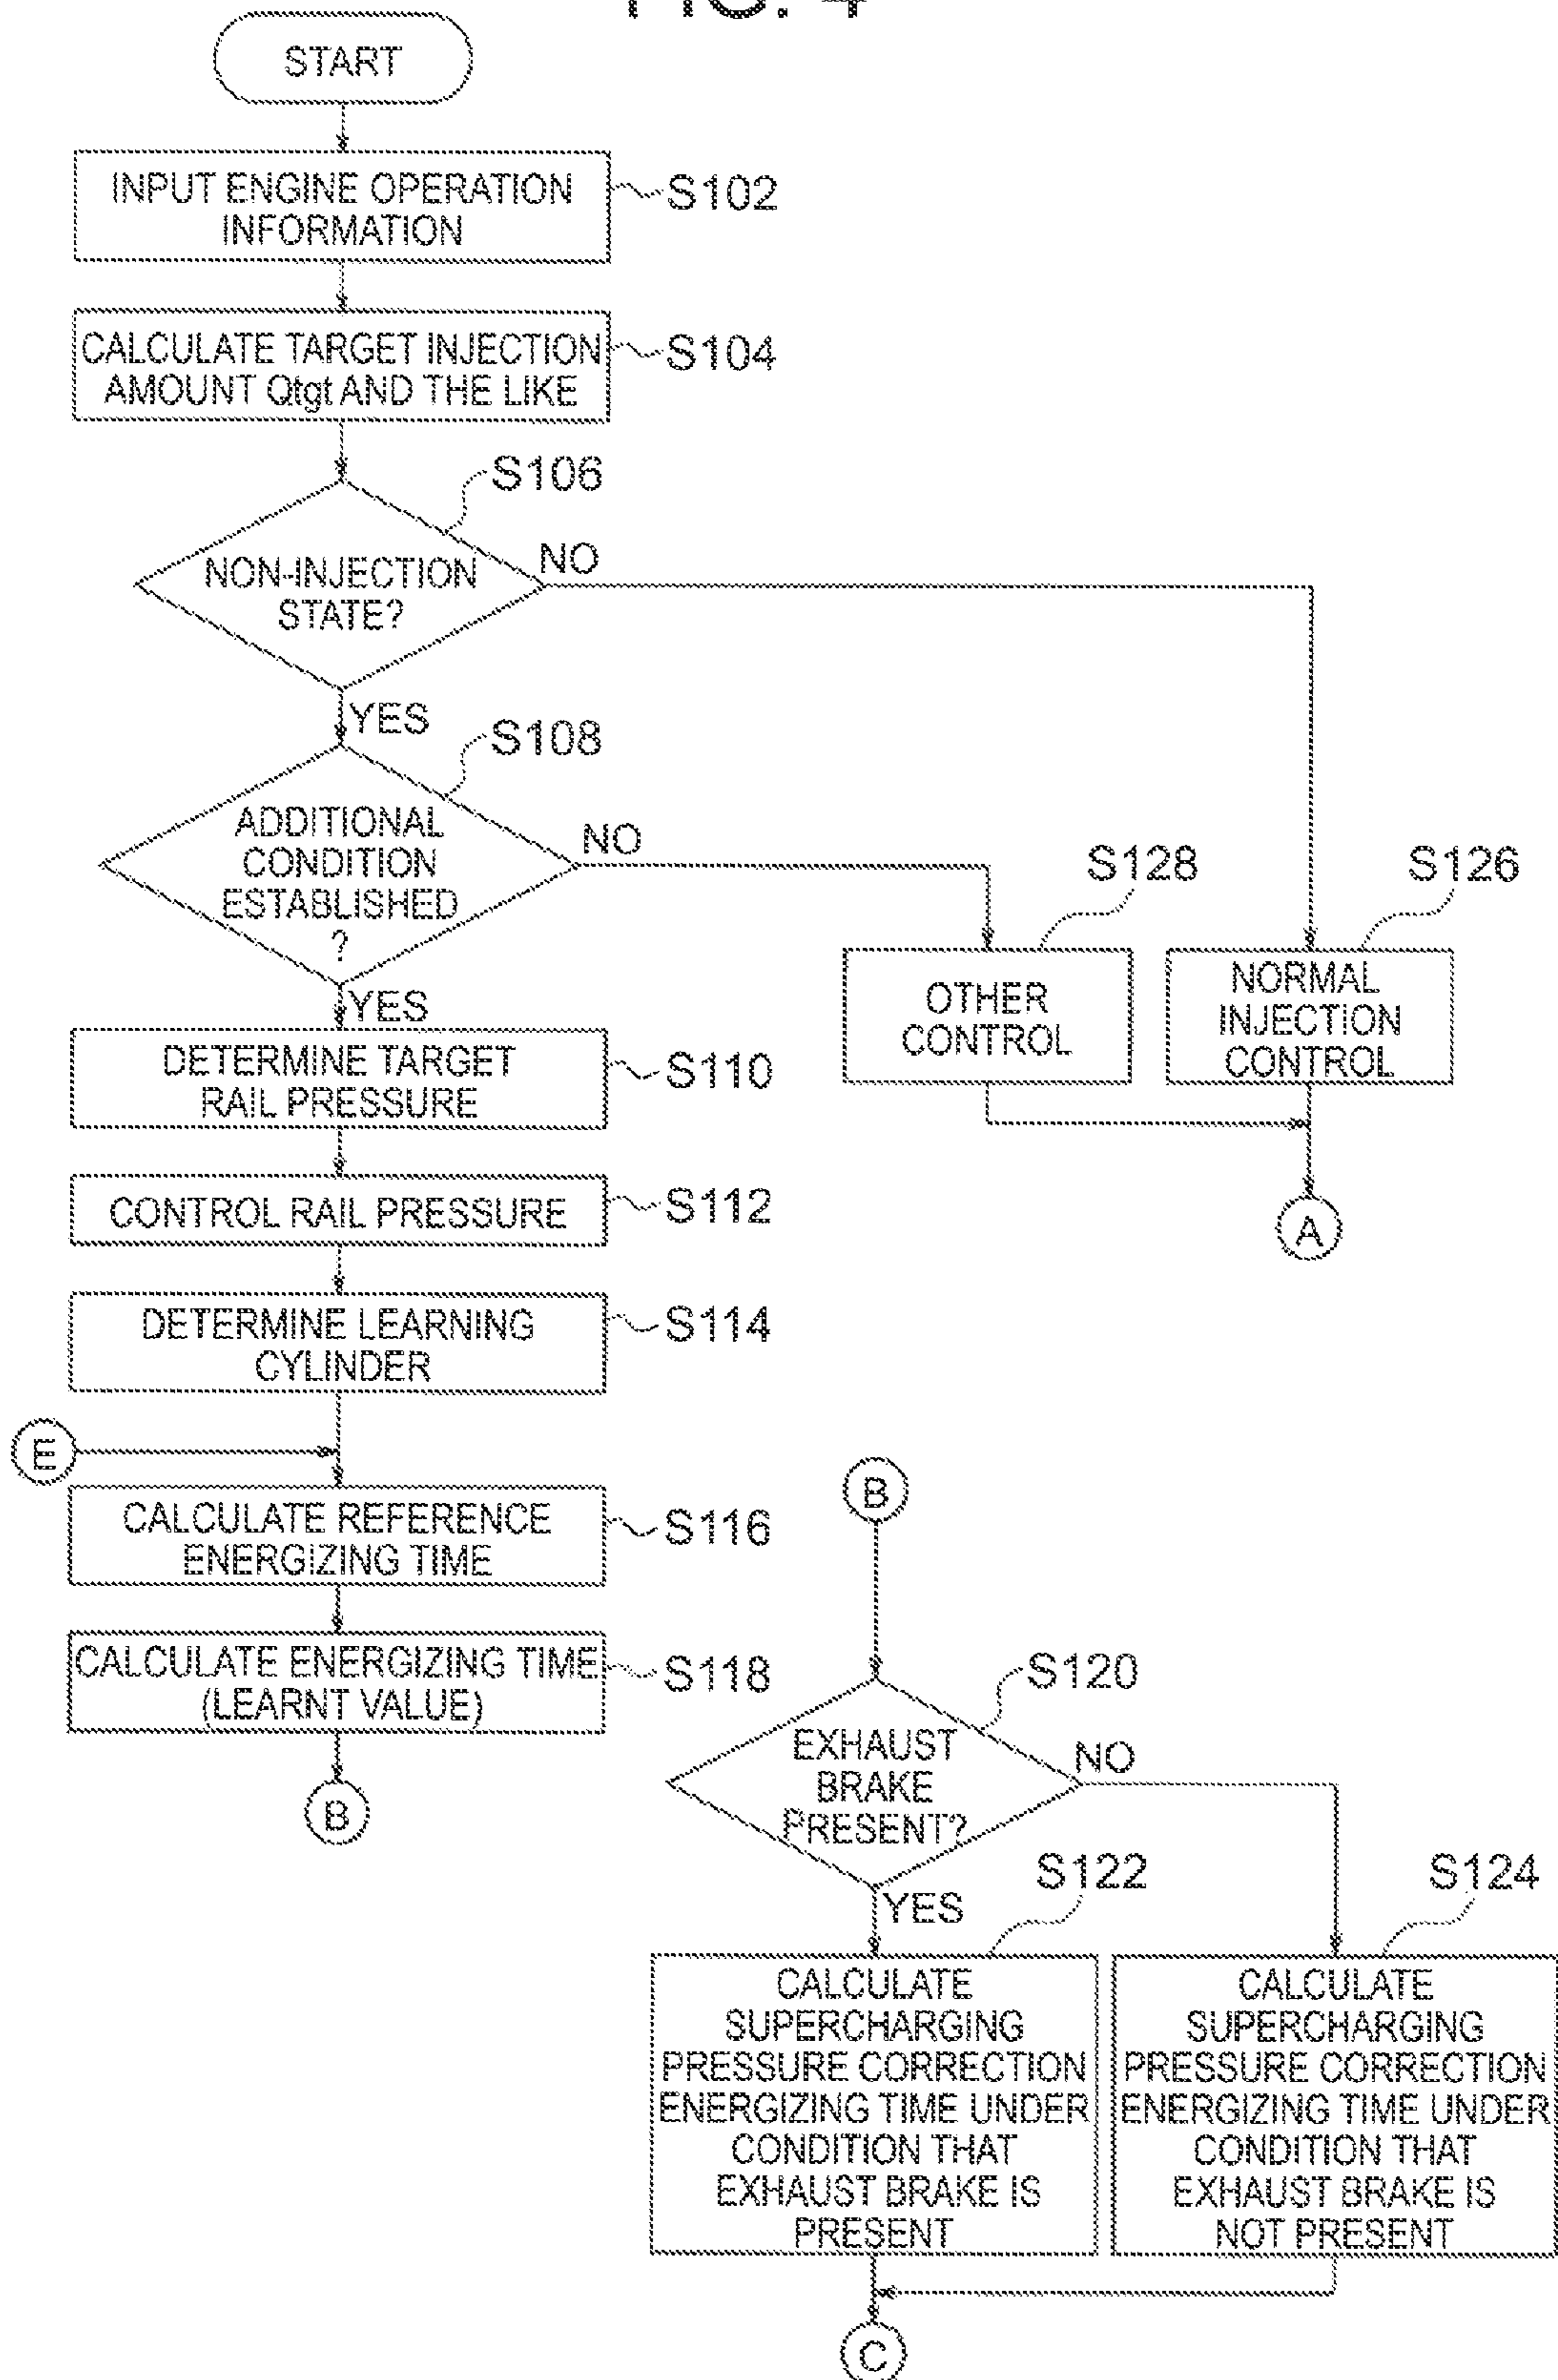 FIG. 4
START
INPUT ENGINE OPERATION
INFORMATION
S102
CALCULATE TARGET INJECTION
AMOUNT Qtgt AND THE LIKE
S104
S106
NON-INJECTION
STATE?
NO
YES
S108
ADDITIONAL
CONDITION
ESTABLISHED
?
NO
YES
S128
OTHER
CONTROL
S126
NORMAL
INJECTION
CONTROL
A
DETERMINE TARGET
RAIL PRESSURE
S110
CONTROL RAIL PRESSURE
S112
DETERMINE LEARNING
CYLINDER
S114
E
CALCULATE REFERENCE
ENERGIZING TIME
S116
CALCULATE ENERGIZING TIME
(LEARNT VALUE)
S118
B
B
S120
EXHAUST
BRAKE
PRESENT?
NO
YES
S122
CALCULATE
SUPERCHARGING
PRESSURE CORRECTION
ENERGIZING TIME UNDER
CONDITION THAT
EXHAUST BRAKE IS
PRESENT
S124
CALCULATE
SUPERCHARGING
PRESSURE CORRECTION
ENERGIZING TIME UNDER
CONDITION THAT
EXHAUST BRAKE IS
NOT PRESENT
C